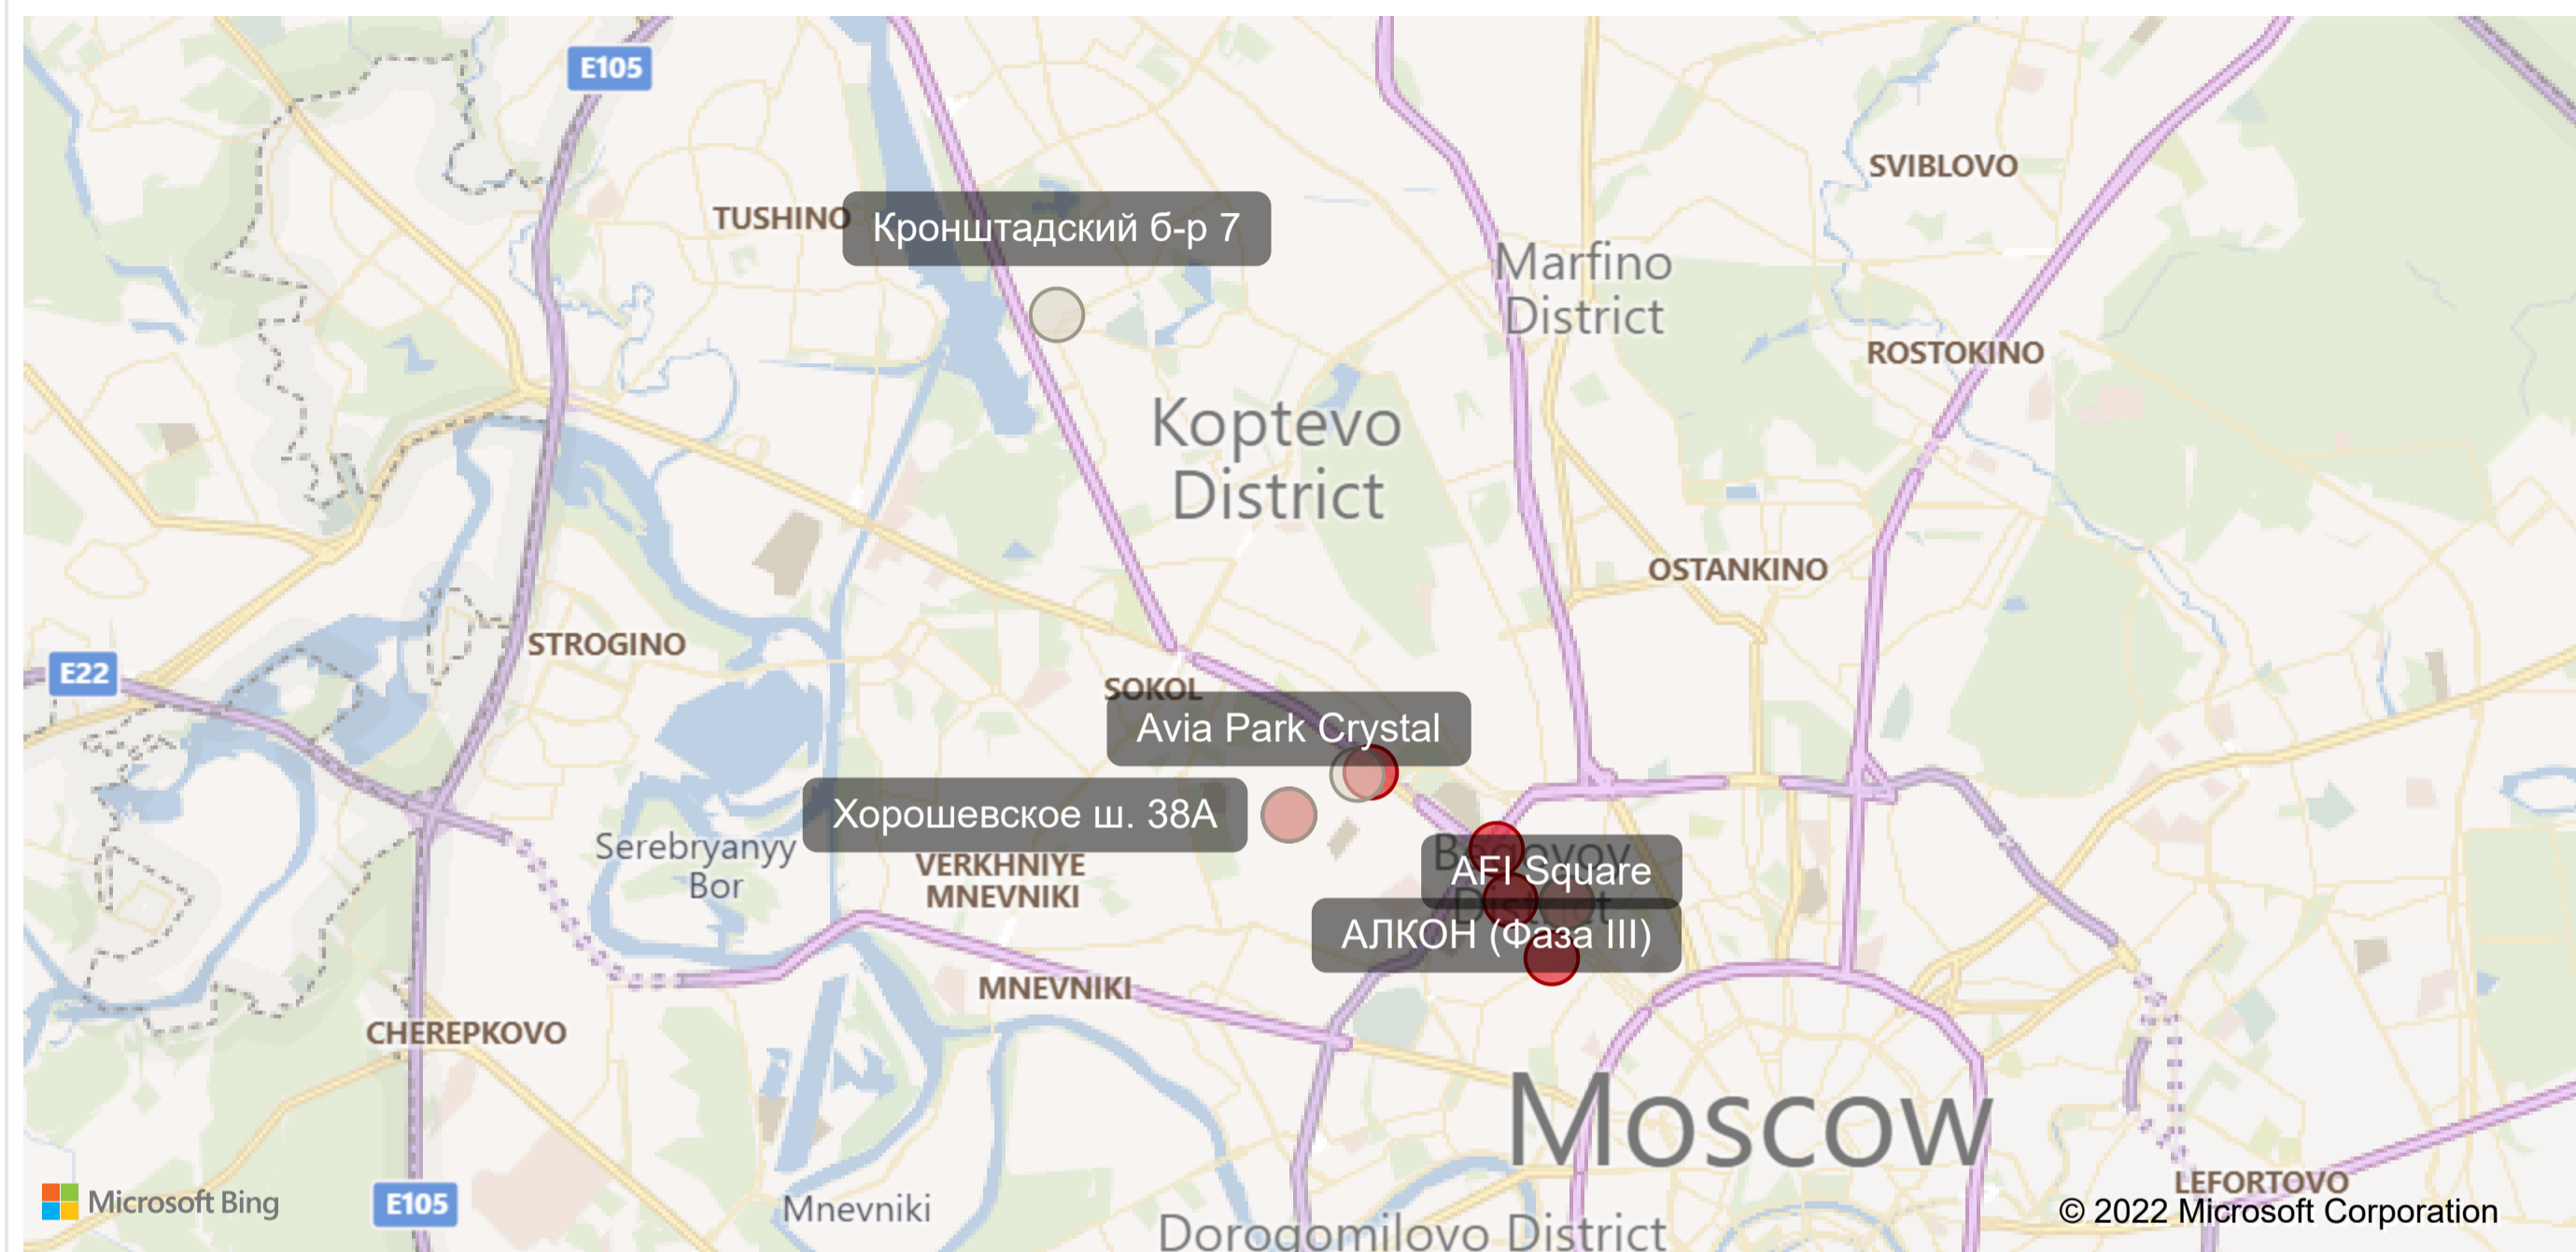 E105
SVIBLOVO
TUSHINO
Кронштадский б-р 7
Marfino
District
ROSTOKINO
Koptevo
District
OSTANKINO
STROGINO
E22
SOKOL
Avia Park Crystal
Хорошевское ш. 38А
Serebryanyy
Bor
VERKHNIYE
MNEVNIKI
Begovoy
District
AFI Square
АЛКОН (Фаза III)
MNEVNIKI
CHEREPKOVO
Moscow
LEFORTOVO
E105
Microsoft Bing
Mnevniki
© 2022 Microsoft Corporation
Dorogomilovo District